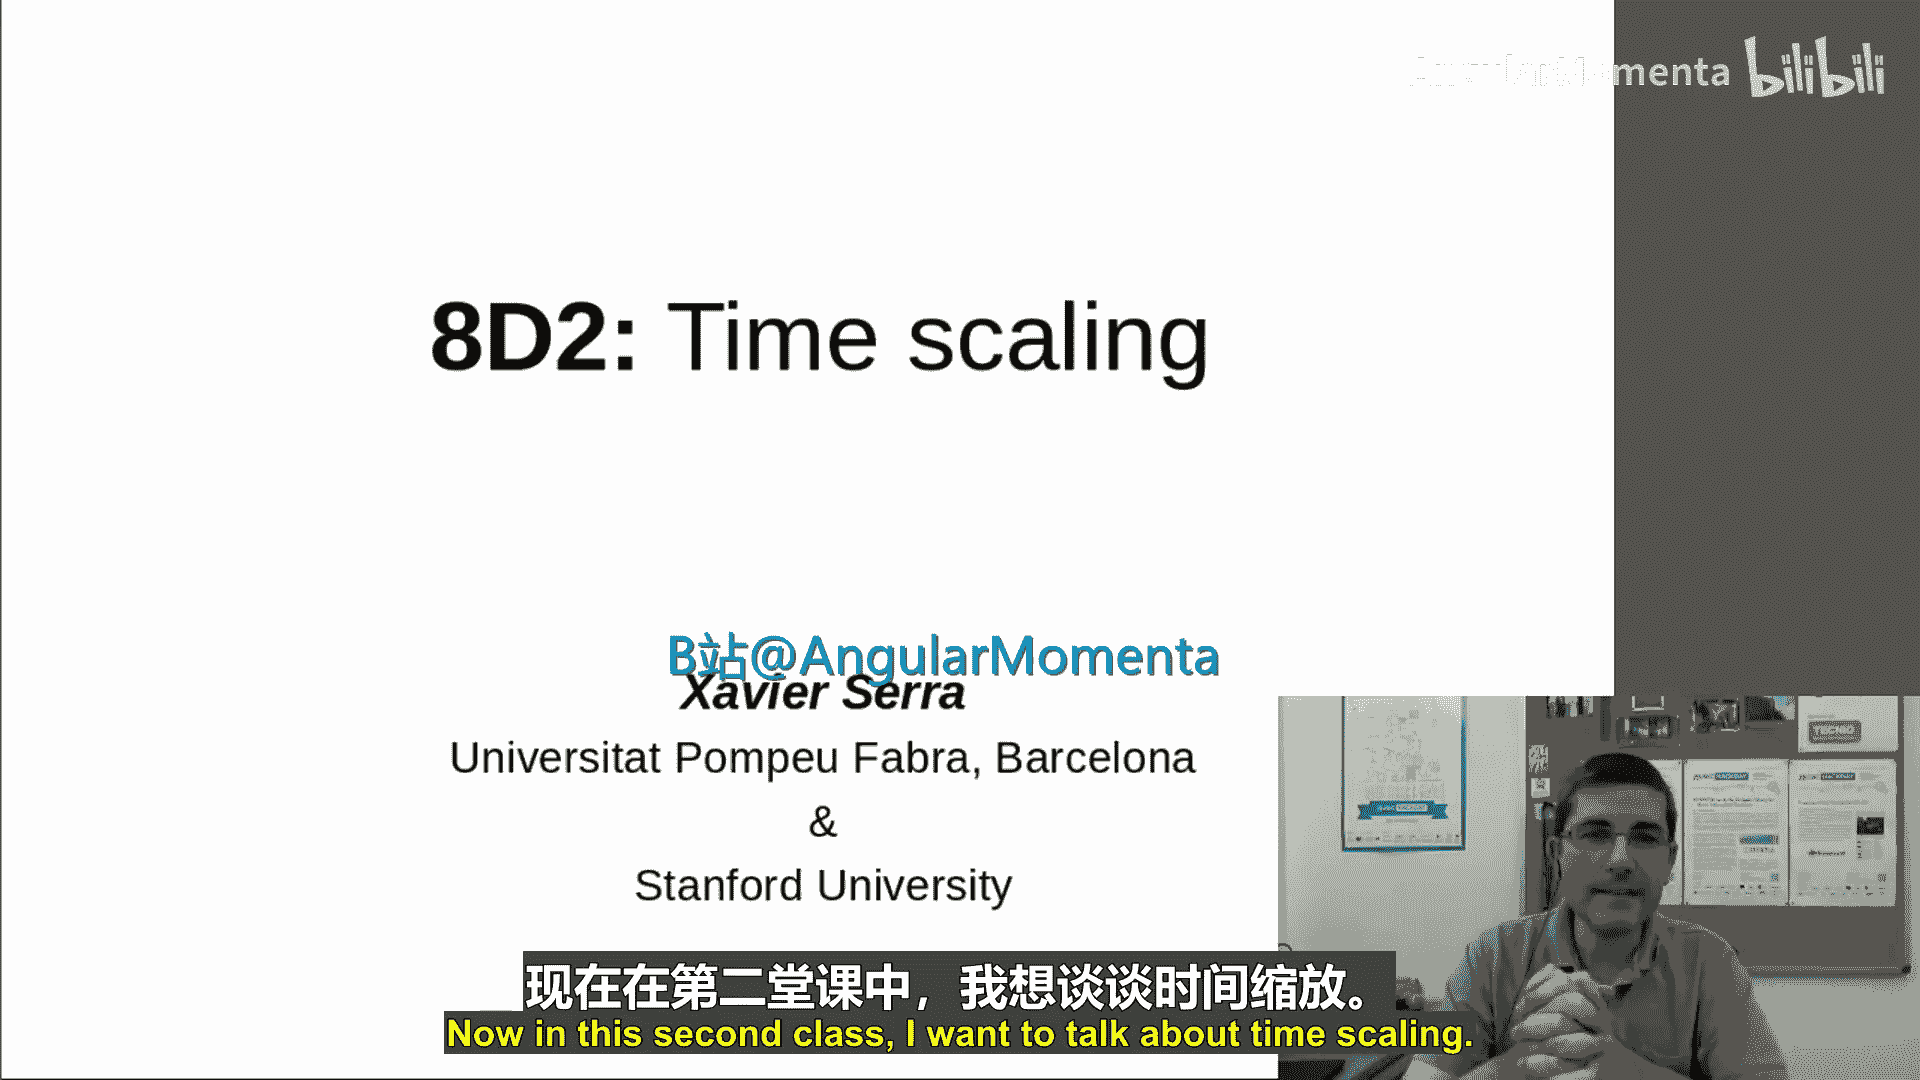 menta bilibili
8D2: Time scaling
B站@AngularMomenta
Xavier Serra
Universitat Pompeu Fabra, Barcelona
&
Stanford University
TECNIO
现在在第二堂课中，我想谈谈时间缩放。
Now in this second class, I want to talk about time scaling.